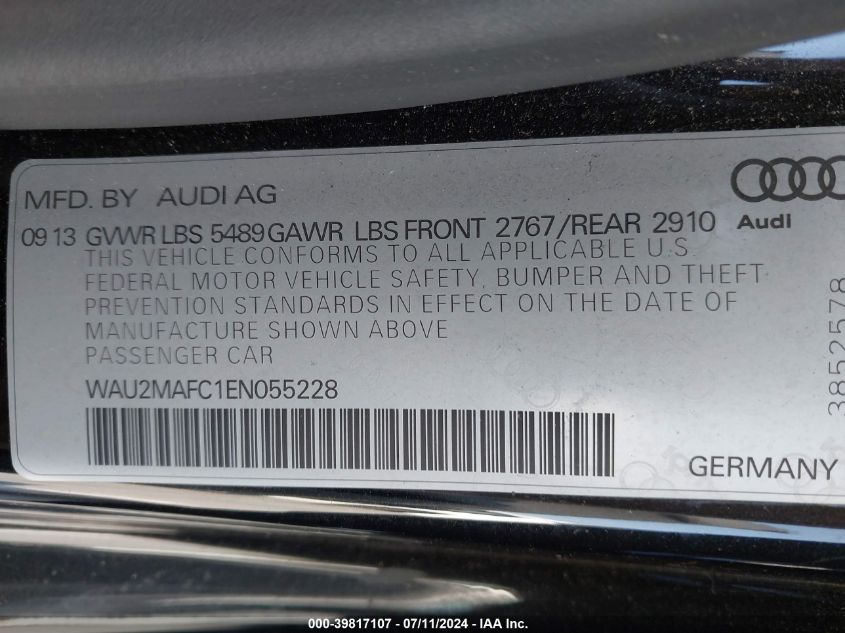 MFD. BY AUDI AG
Audi
09 13 GVWR LBS 5489 GAWR LBS FRONT 2767/REAR 2910
THIS VEHICLE CONFORMS TO ALL APPLICABLE U.S.
FEDERAL MOTOR VEHICLE SAFETY, BUMPER AND THEFT
PREVENTION STANDARDS IN EFFECT ON THE DATE OF
MANUFACTURE SHOWN ABOVE
PASSENGER CAR
WAU2MAFC1EN055228
GERMANY
3852578
000-39817107 - 07/11/2024 - IAA Inc.